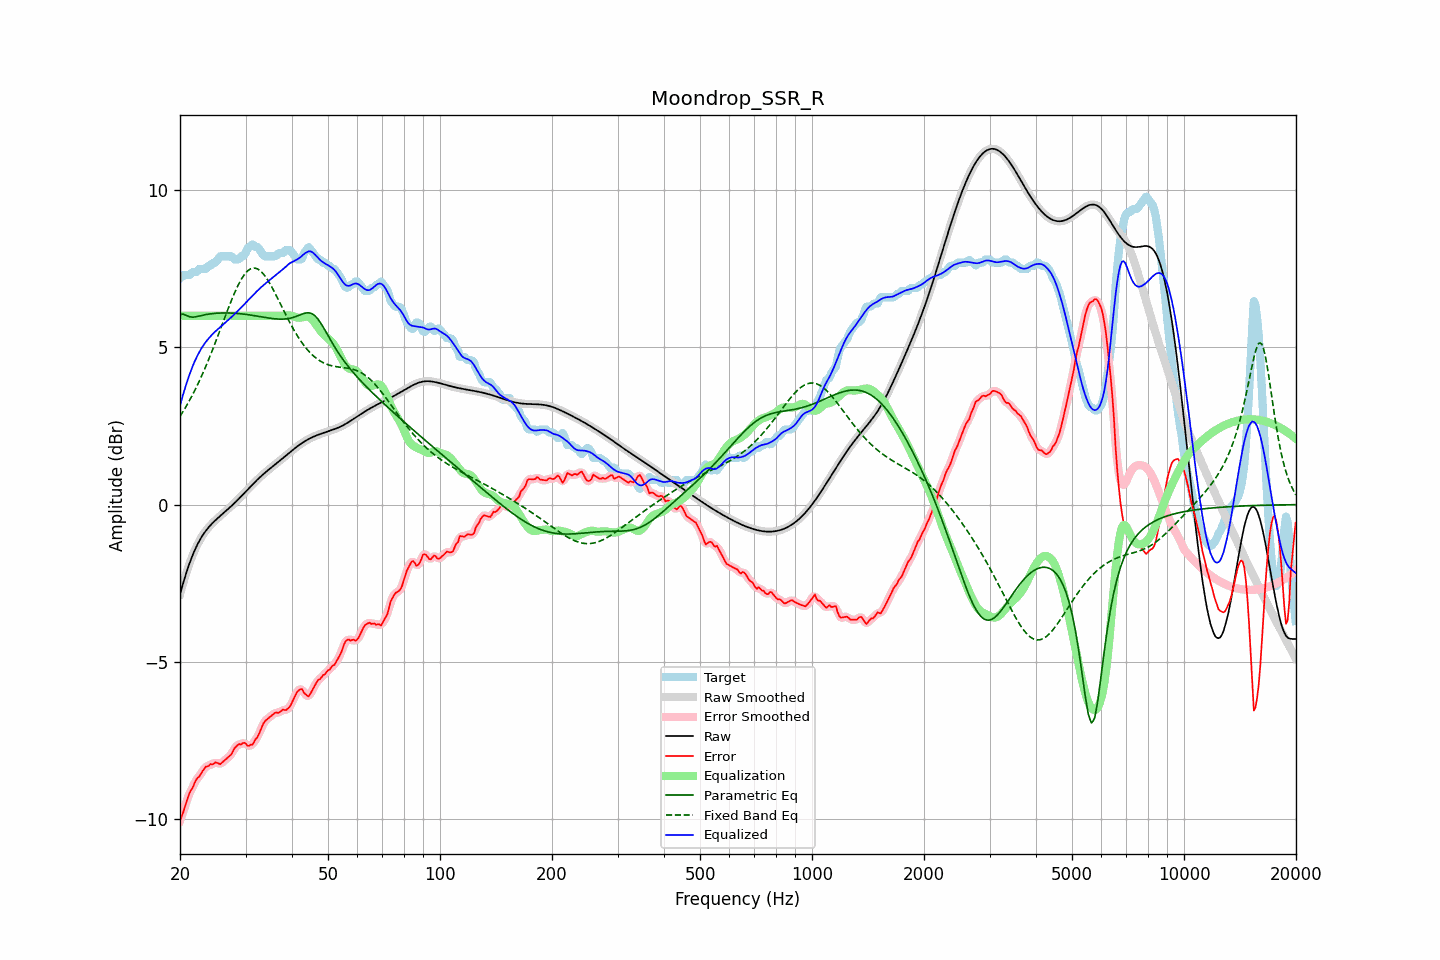 Moondrop_SSR_R
Amplitude (dBr)
10
5
0
−5
−10
Target
Raw Smoothed
Error Smoothed
Raw
Error
Equalization
Parametric Eq
Fixed Band Eq
Equalized
20 50 100 200 500 1000 2000 5000 10000 20000
Frequency (Hz)